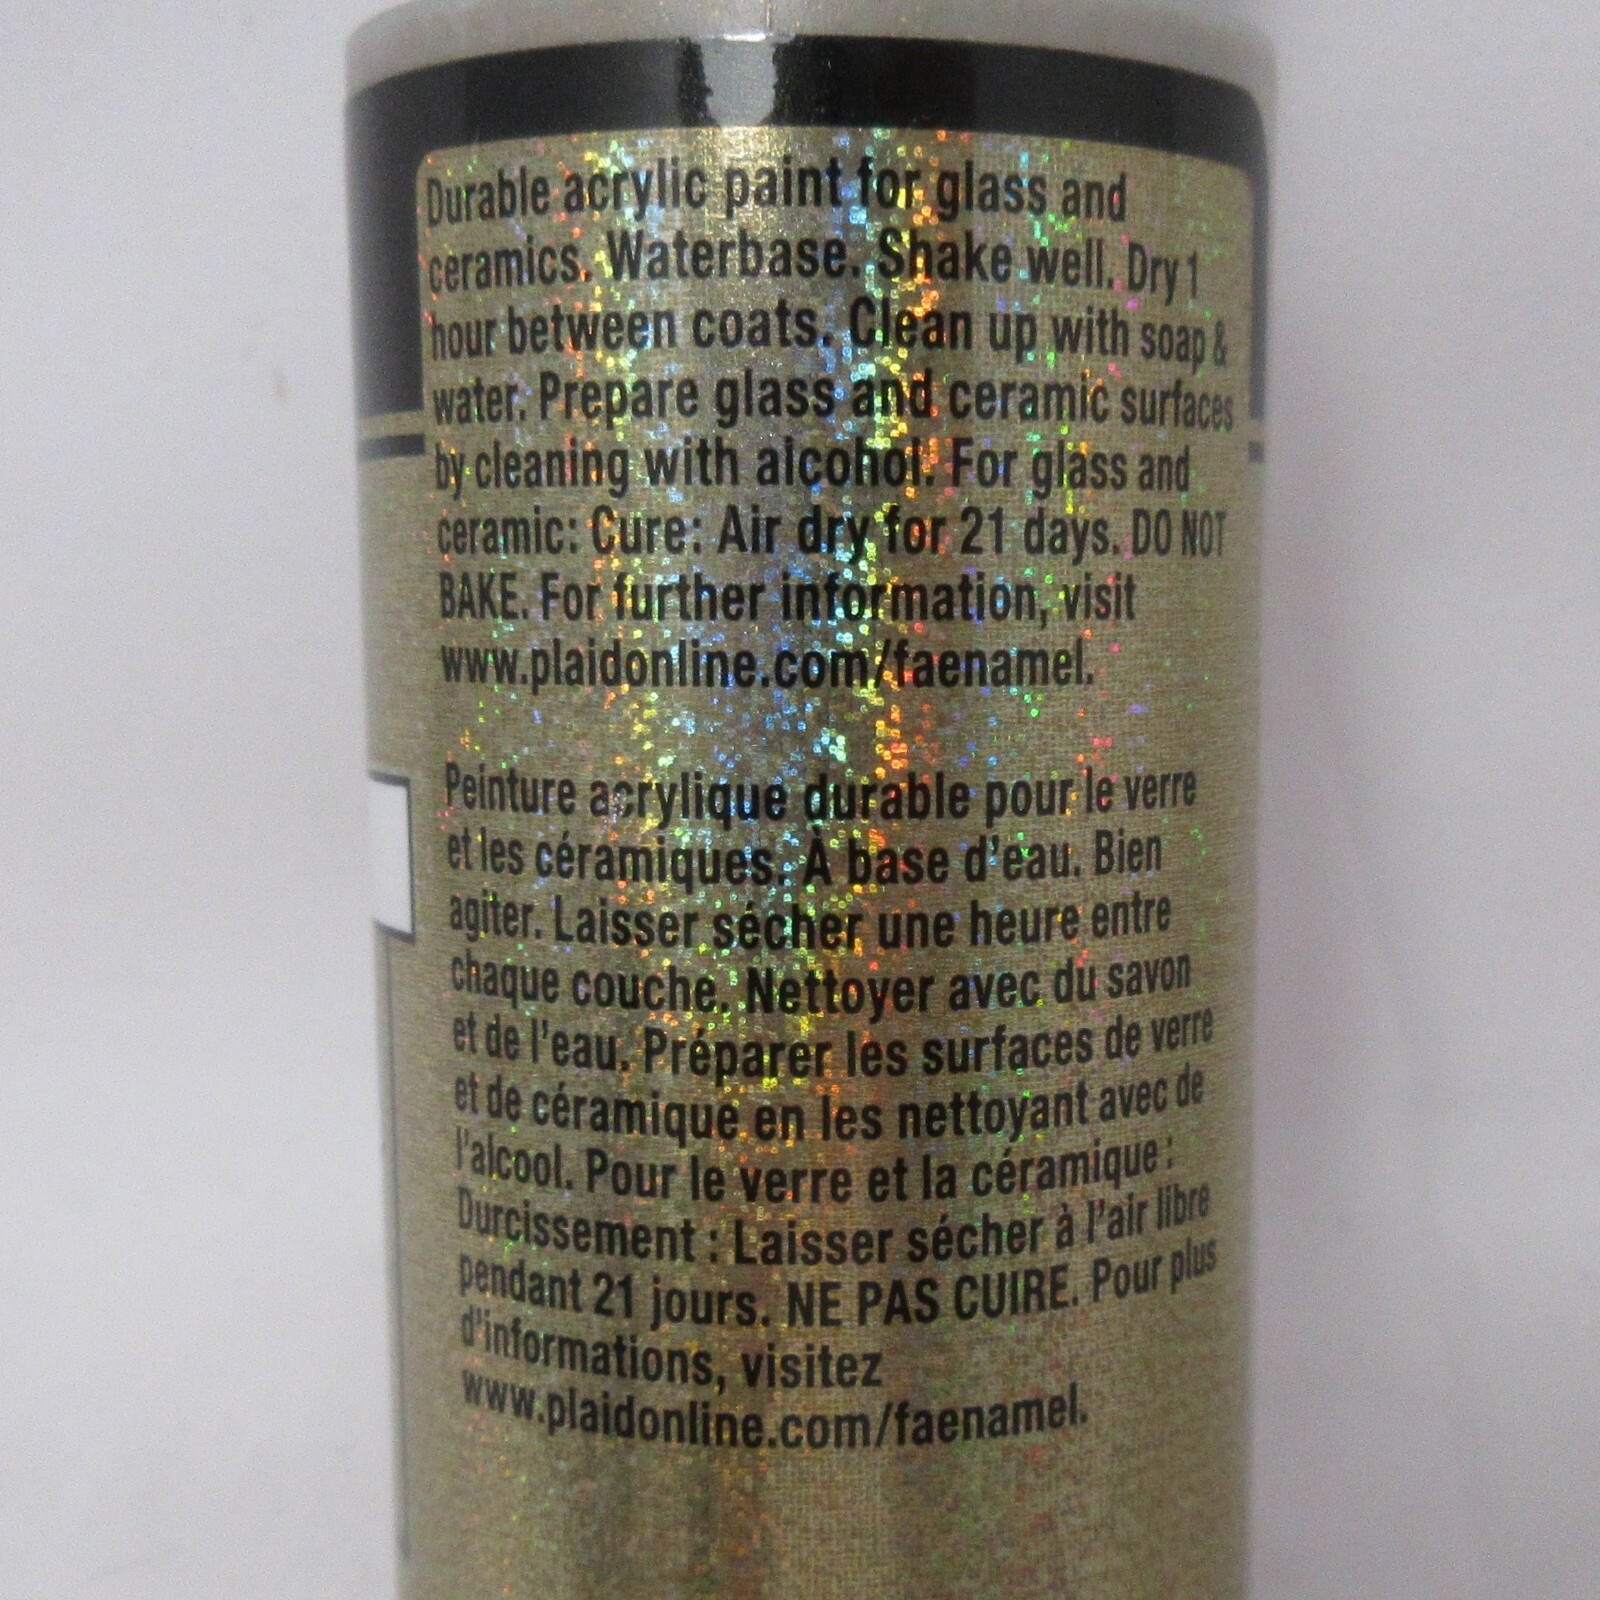 Durable acrylic paint for glass and
ceramics. Waterbase. Shake well. Dry 1
hour between coats. Clean up with soap &
water. Prepare glass and ceramic surfaces
by cleaning with alcohol. For glass and
ceramic: Cure: Air dry for 21 days. DO NOT
BAKE. For further information, visit
www.plaidonline.com/faenamel.
Peinture acrylique durable pour le verre
et les céramiques. À base d'eau. Bien
agiter. Laisser sécher une heure entre
chaque couche. Nettoyer avec du savon
et de l'eau. Préparer les surfaces de verre
et de céramique en les nettoyant avec de
l'alcool. Pour le verre et la céramique :
Durcissement : Laisser sécher à l'air libre
pendant 21 jours. NE PAS CUIRE. Pour plus
d'informations, visitez
www.plaidonline.com/faenamel.